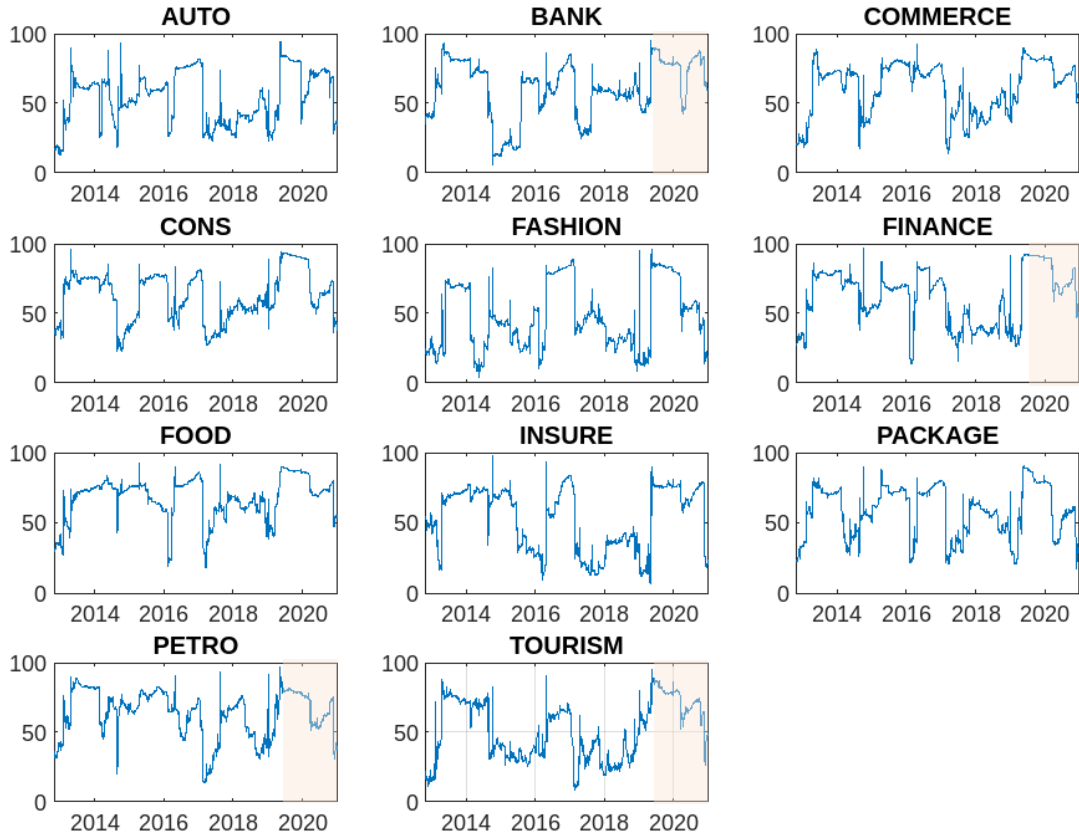 AUTO BANK COMMERCE
100 100 100
50 50 50
0 0 0
2014 2016 2018 2020 2014 2016 2018 2020 2014 2016 2018 2020
CONS FASHION FINANCE
100 100 100
50 50 50
0 0 0
2014 2016 2018 2020 2014 2016 2018 2020 2014 2016 2018 2020
FOOD INSURE PACKAGE
100 100 100
50 50 50
0 0 0
2014 2016 2018 2020 2014 2016 2018 2020 2014 2016 2018 2020
PETRO TOURISM
100 100
50 50
0 0
2014 2016 2018 2020 2014 2016 2018 2020